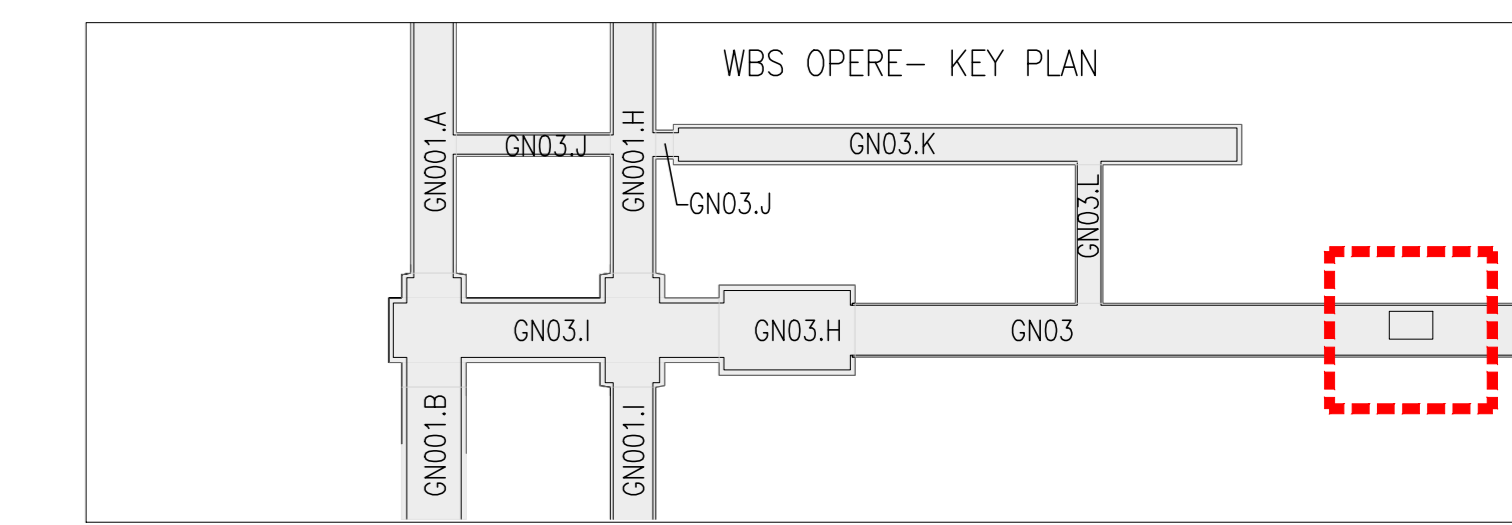 WBS OPERE– KEY PLAN
GN001.A
GN03.J
GN001.H
GN03.K
GN03.J
GN03.L
GN03.I
GN03.H
GN03
GN001.B
GN001.I